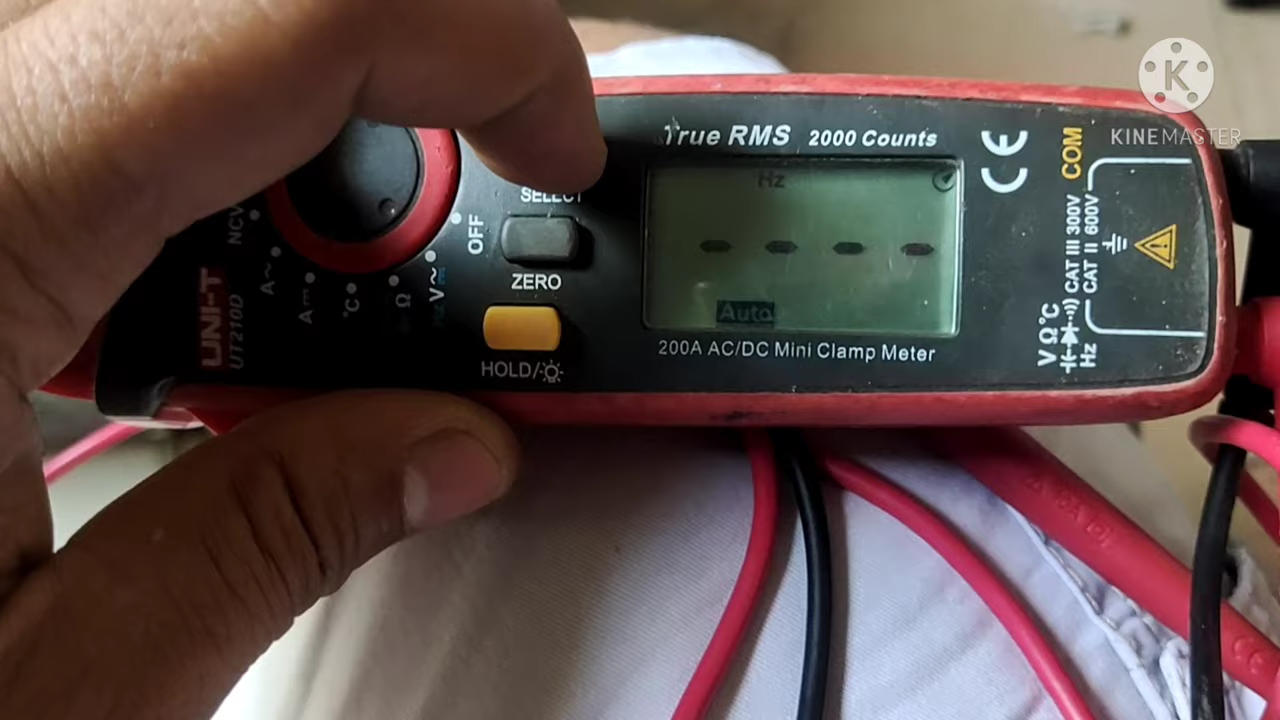 KINEMASTER
True RMS 2000 Counts
COM
Hz
SELECT
OFF
NCV
A~
A
°C
Ω
V~
ZERO
CAT III 300V
CAT II 600V
Auto
UNI-T
UT210D
200A AC/DC Mini Clamp Meter
VΩ°C
Hz
HOLD/